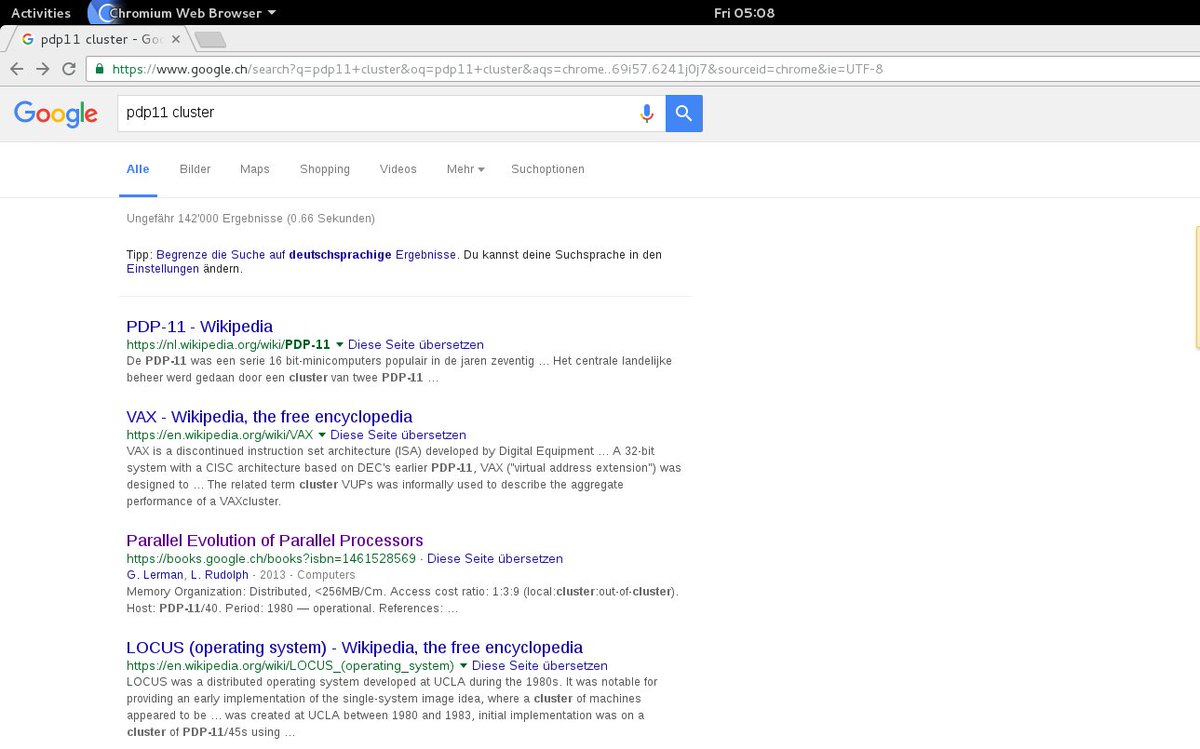 Activities Chromium Web Browser Fri 05:08
pdp11 cluster - Goo
https://www.google.ch/search?q=pdp11+cluster&oq=pdp11+cluster&aqs=chrome..69i57.6241j0j7&sourceid=chrome&ie=UTF-8
Google pdp11 cluster
Alle Bilder Maps Shopping Videos Mehr Suchoptionen
Ungefähr 142'000 Ergebnisse (0.66 Sekunden)
Tipp: Begrenze die Suche auf deutschsprachige Ergebnisse. Du kannst deine Suchsprache in den
Einstellungen ändern.
PDP-11 - Wikipedia
https://nl.wikipedia.org/wiki/PDP-11 Diese Seite übersetzen
De PDP-11 was een serie 16 bit-minicomputers populair in de jaren zeventig ... Het centrale landelijke
beheer werd gedaan door een cluster van twee PDP-11 ...
VAX - Wikipedia, the free encyclopedia
https://en.wikipedia.org/wiki/VAX Diese Seite übersetzen
VAX is a discontinued instruction set architecture (ISA) developed by Digital Equipment ... A 32-bit
system with a CISC architecture based on DEC's earlier PDP-11, VAX ("virtual address extension") was
designed to ... The related term cluster VUPs was informally used to describe the aggregate
performance of a VAXcluster.
Parallel Evolution of Parallel Processors
https://books.google.ch/books?isbn=1461528569 · Diese Seite übersetzen
G. Lerman, L. Rudolph · 2013 · Computers
Memory Organization: Distributed, <256MB/Cm. Access cost ratio: 1:3:9 (local:cluster:out-of-cluster).
Host: PDP-11/40. Period: 1980 — operational. References: ...
LOCUS (operating system) - Wikipedia, the free encyclopedia
https://en.wikipedia.org/wiki/LOCUS_(operating_system) Diese Seite übersetzen
LOCUS was a distributed operating system developed at UCLA during the 1980s. It was notable for
providing an early implementation of the single-system image idea, where a cluster of machines
appeared to be ... was created at UCLA between 1980 and 1983, initial implementation was on a
cluster of PDP-11/45s using ...